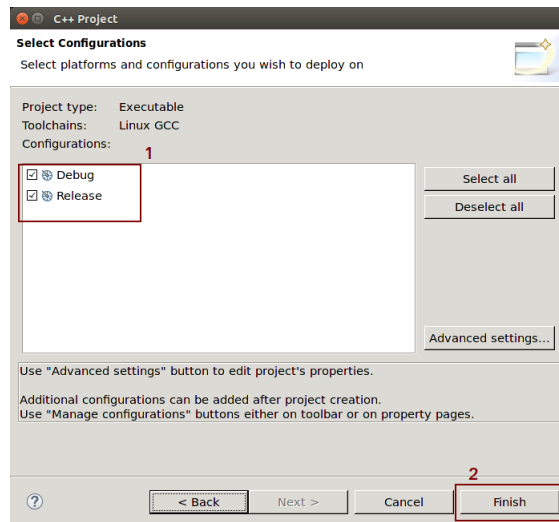 C++ Project
Select Configurations
Select platforms and configurations you wish to deploy on
Project type: Executable
Toolchains: Linux GCC
Configurations:
1
Debug
Release
Select all
Deselect all
Advanced settings...
Use "Advanced settings" button to edit project's properties.
Additional configurations can be added after project creation.
Use "Manage configurations" buttons either on toolbar or on property pages.
2
?
< Back
Next >
Cancel
Finish